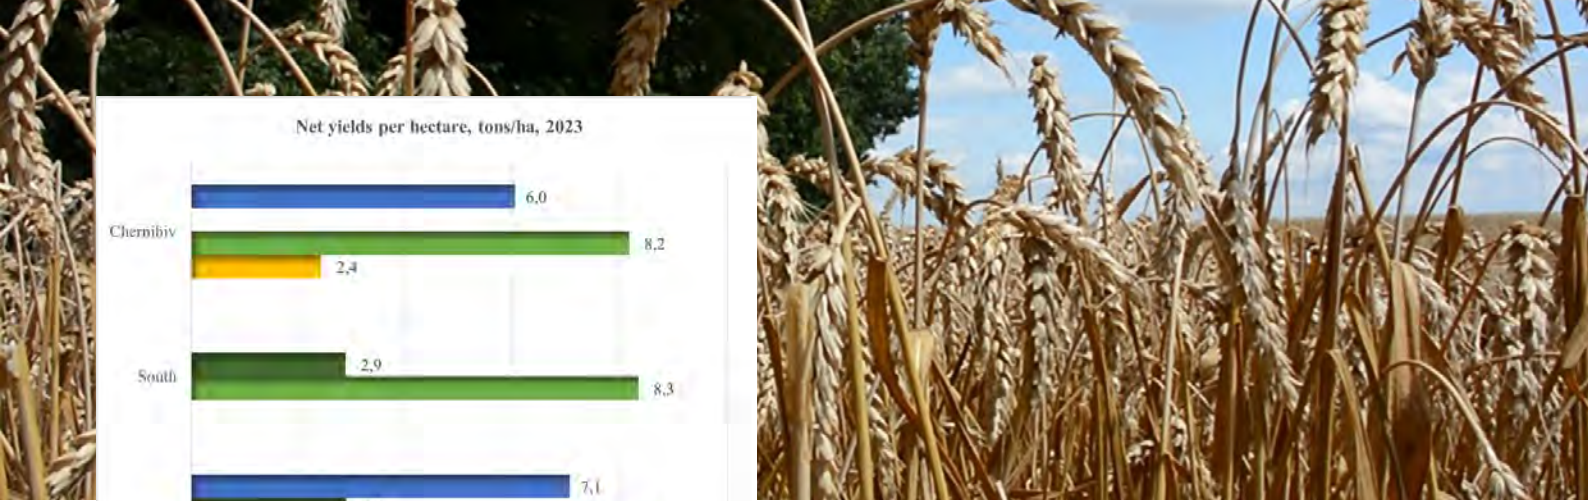 Net yields per hectare, tons/ha, 2023
6,0
Chernihiv
8,2
2,4
2,9
South
8,3
7,1